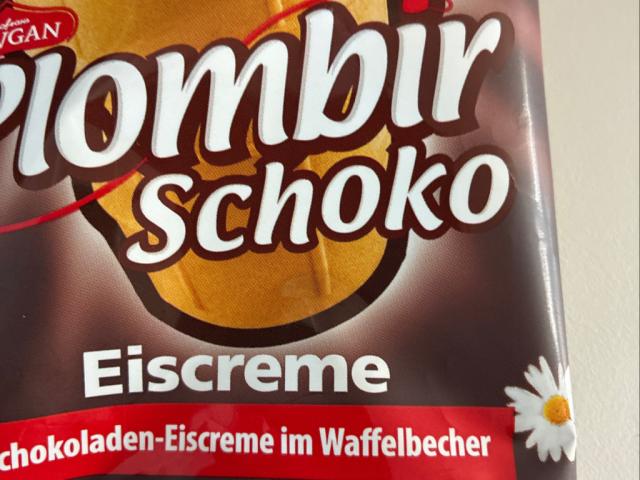 Plombir
Schoko
Eiscreme
chokoladen-Eiscreme im Waffelbecher